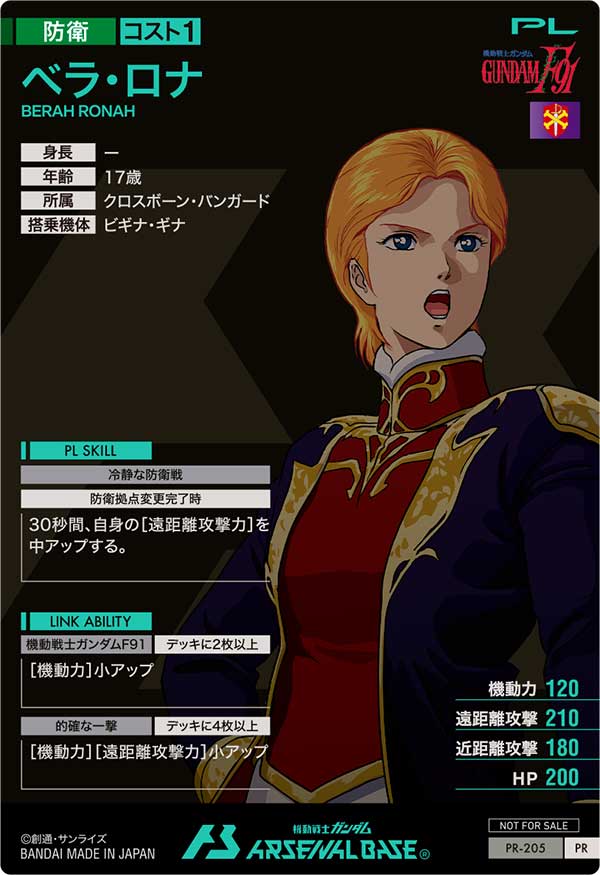 防衛 コスト1 PL
ベラ・ロナ
BERAH RONAH
機動戦士ガンダム
GUNDAM F91
身長 ー
年齢 17歳
所属 クロスボーン・バンガード
搭乗機体 ビギナ・ギナ
PL SKILL
冷静な防衛戦
防衛拠点変更完了時
30秒間、自身の[遠距離攻撃力]を
中アップする。
LINK ABILITY
機動戦士ガンダムF91 デッキに2枚以上
[機動力]小アップ
的確な一撃 デッキに4枚以上
[機動力][遠距離攻撃力]小アップ
機動力 120
遠距離攻撃 210
近距離攻撃 180
HP 200
©創通・サンライズ
BANDAI MADE IN JAPAN
機動戦士ガンダム
ARSENAL BASE®
NOT FOR SALE
PR-205 PR